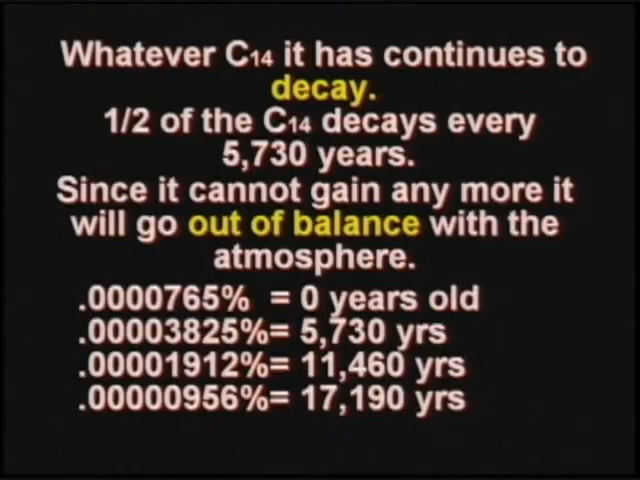 Whatever C14 it has continues to
decay.
1/2 of the C14 decays every
5,730 years.
Since it cannot gain any more it
will go out of balance with the
atmosphere.
.0000765% = 0 years old
.00003825%= 5,730 yrs
.00001912%= 11,460 yrs
.00000956%= 17,190 yrs